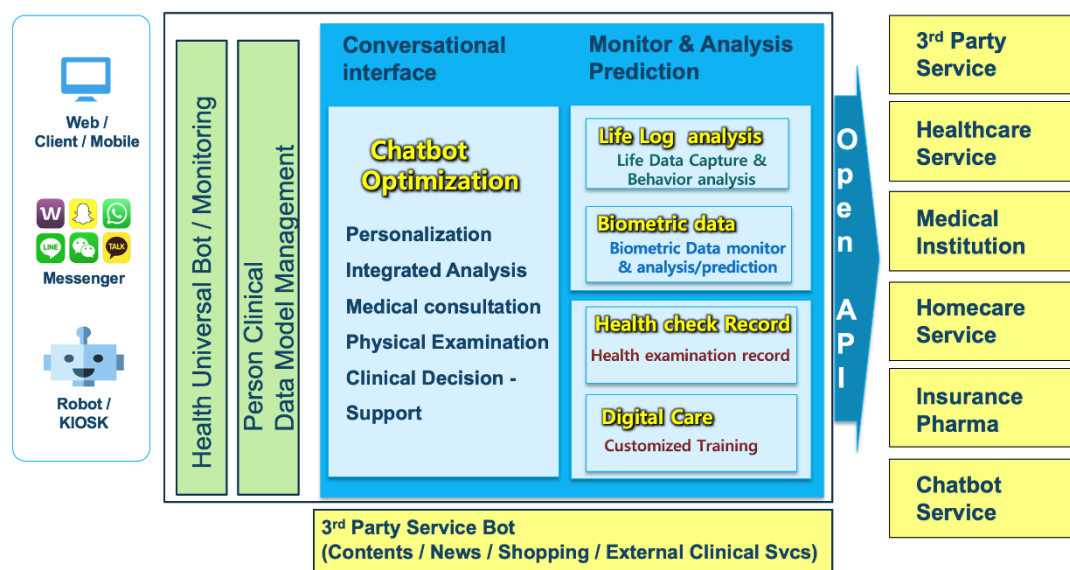 Web /
Client / Mobile
W
LINE
TALK
Messenger
Robot /
KIOSK
Health Universal Bot / Monitoring
Person Clinical
Data Model Management
Conversational
interface
Chatbot
Optimization
Personalization
Integrated Analysis
Medical consultation
Physical Examination
Clinical Decision -
Support
Monitor & Analysis
Prediction
Life Log analysis
Life Data Capture &
Behavior analysis
Biometric data
Biometric Data monitor
& analysis/prediction
Health check Record
Health examination record
Digital Care
Customized Training
Open API
3rd Party
Service
Healthcare
Service
Medical
Institution
Homecare
Service
Insurance
Pharma
Chatbot
Service
3rd Party Service Bot
(Contents / News / Shopping / External Clinical Svcs)